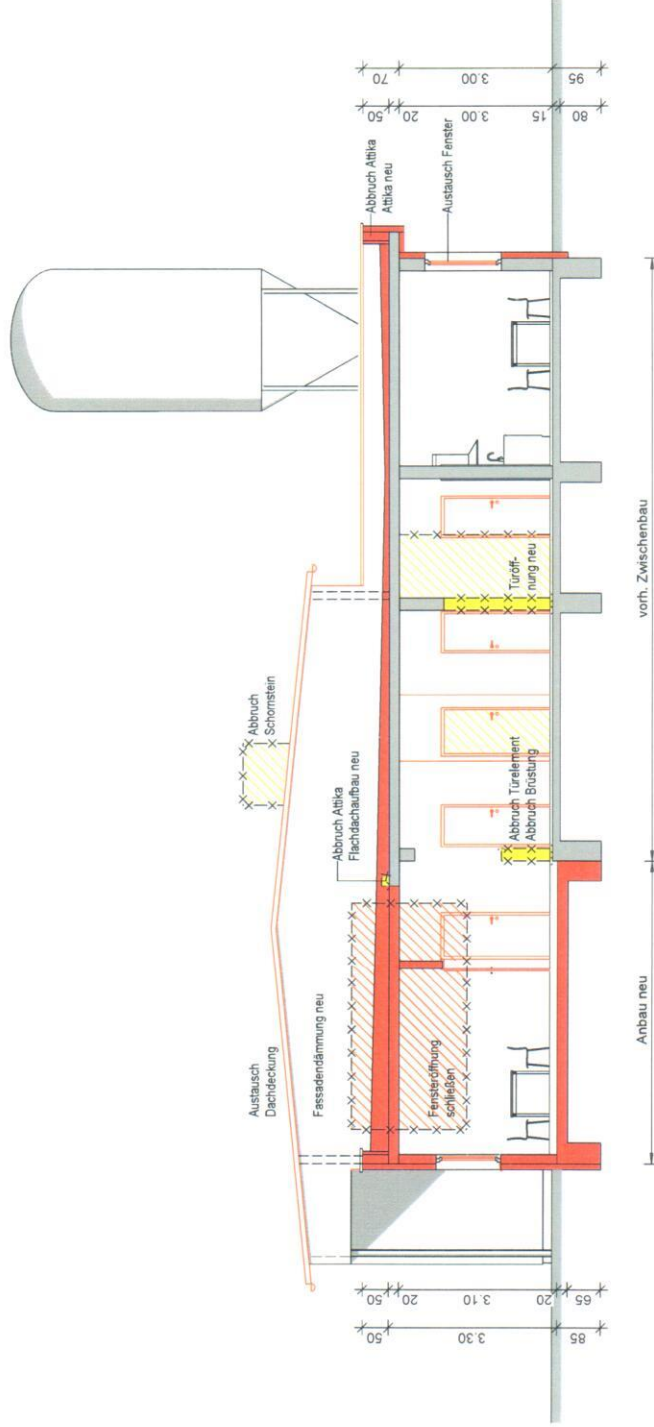 Abbruch
Schornstein
Austausch
Dachdeckung
Fassadendämmung neu
Abbruch Attika
Flachdachaufbau neu
Abbruch Attika
Attika neu
Austausch Fenster
Fensteröffnung
schließen
Türöff-
nung neu
Abbruch Türelement
Abbruch Brüstung
50
3.30
85
50
20
3.10
20
65
50
20
3.00
15
80
70
3.00
95
Anbau neu
vorh. Zwischenbau